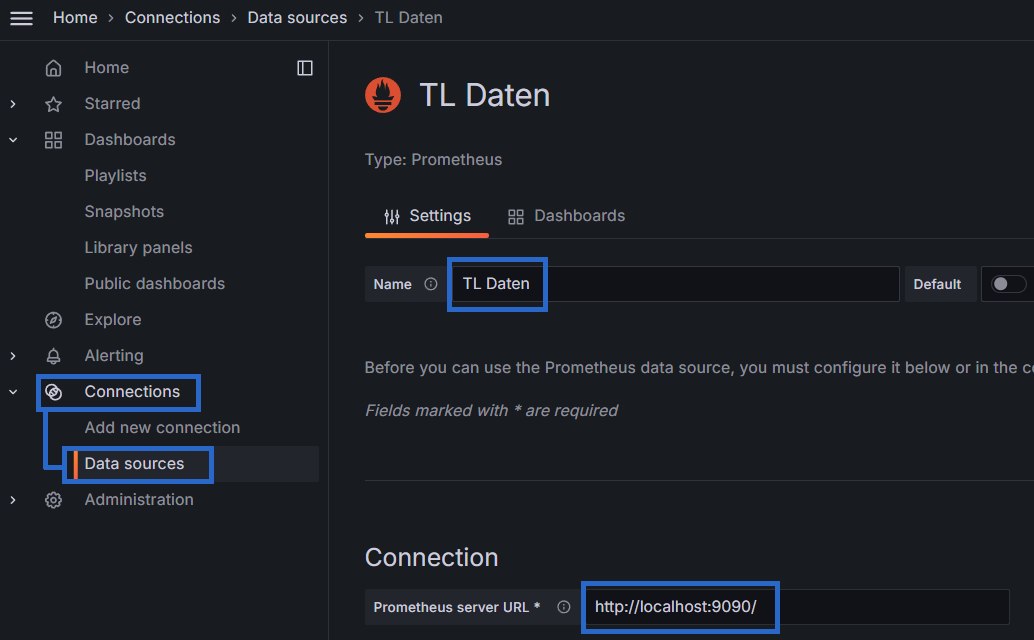 Home › Connections › Data sources › TL Daten
Home
Starred
Dashboards
Playlists
Snapshots
Library panels
Public dashboards
Explore
Alerting
Connections
Add new connection
Data sources
Administration
TL Daten
Type: Prometheus
Settings Dashboards
Name TL Daten Default
Before you can use the Prometheus data source, you must configure it below or in the
Fields marked with * are required
Connection
Prometheus server URL * http://localhost:9090/